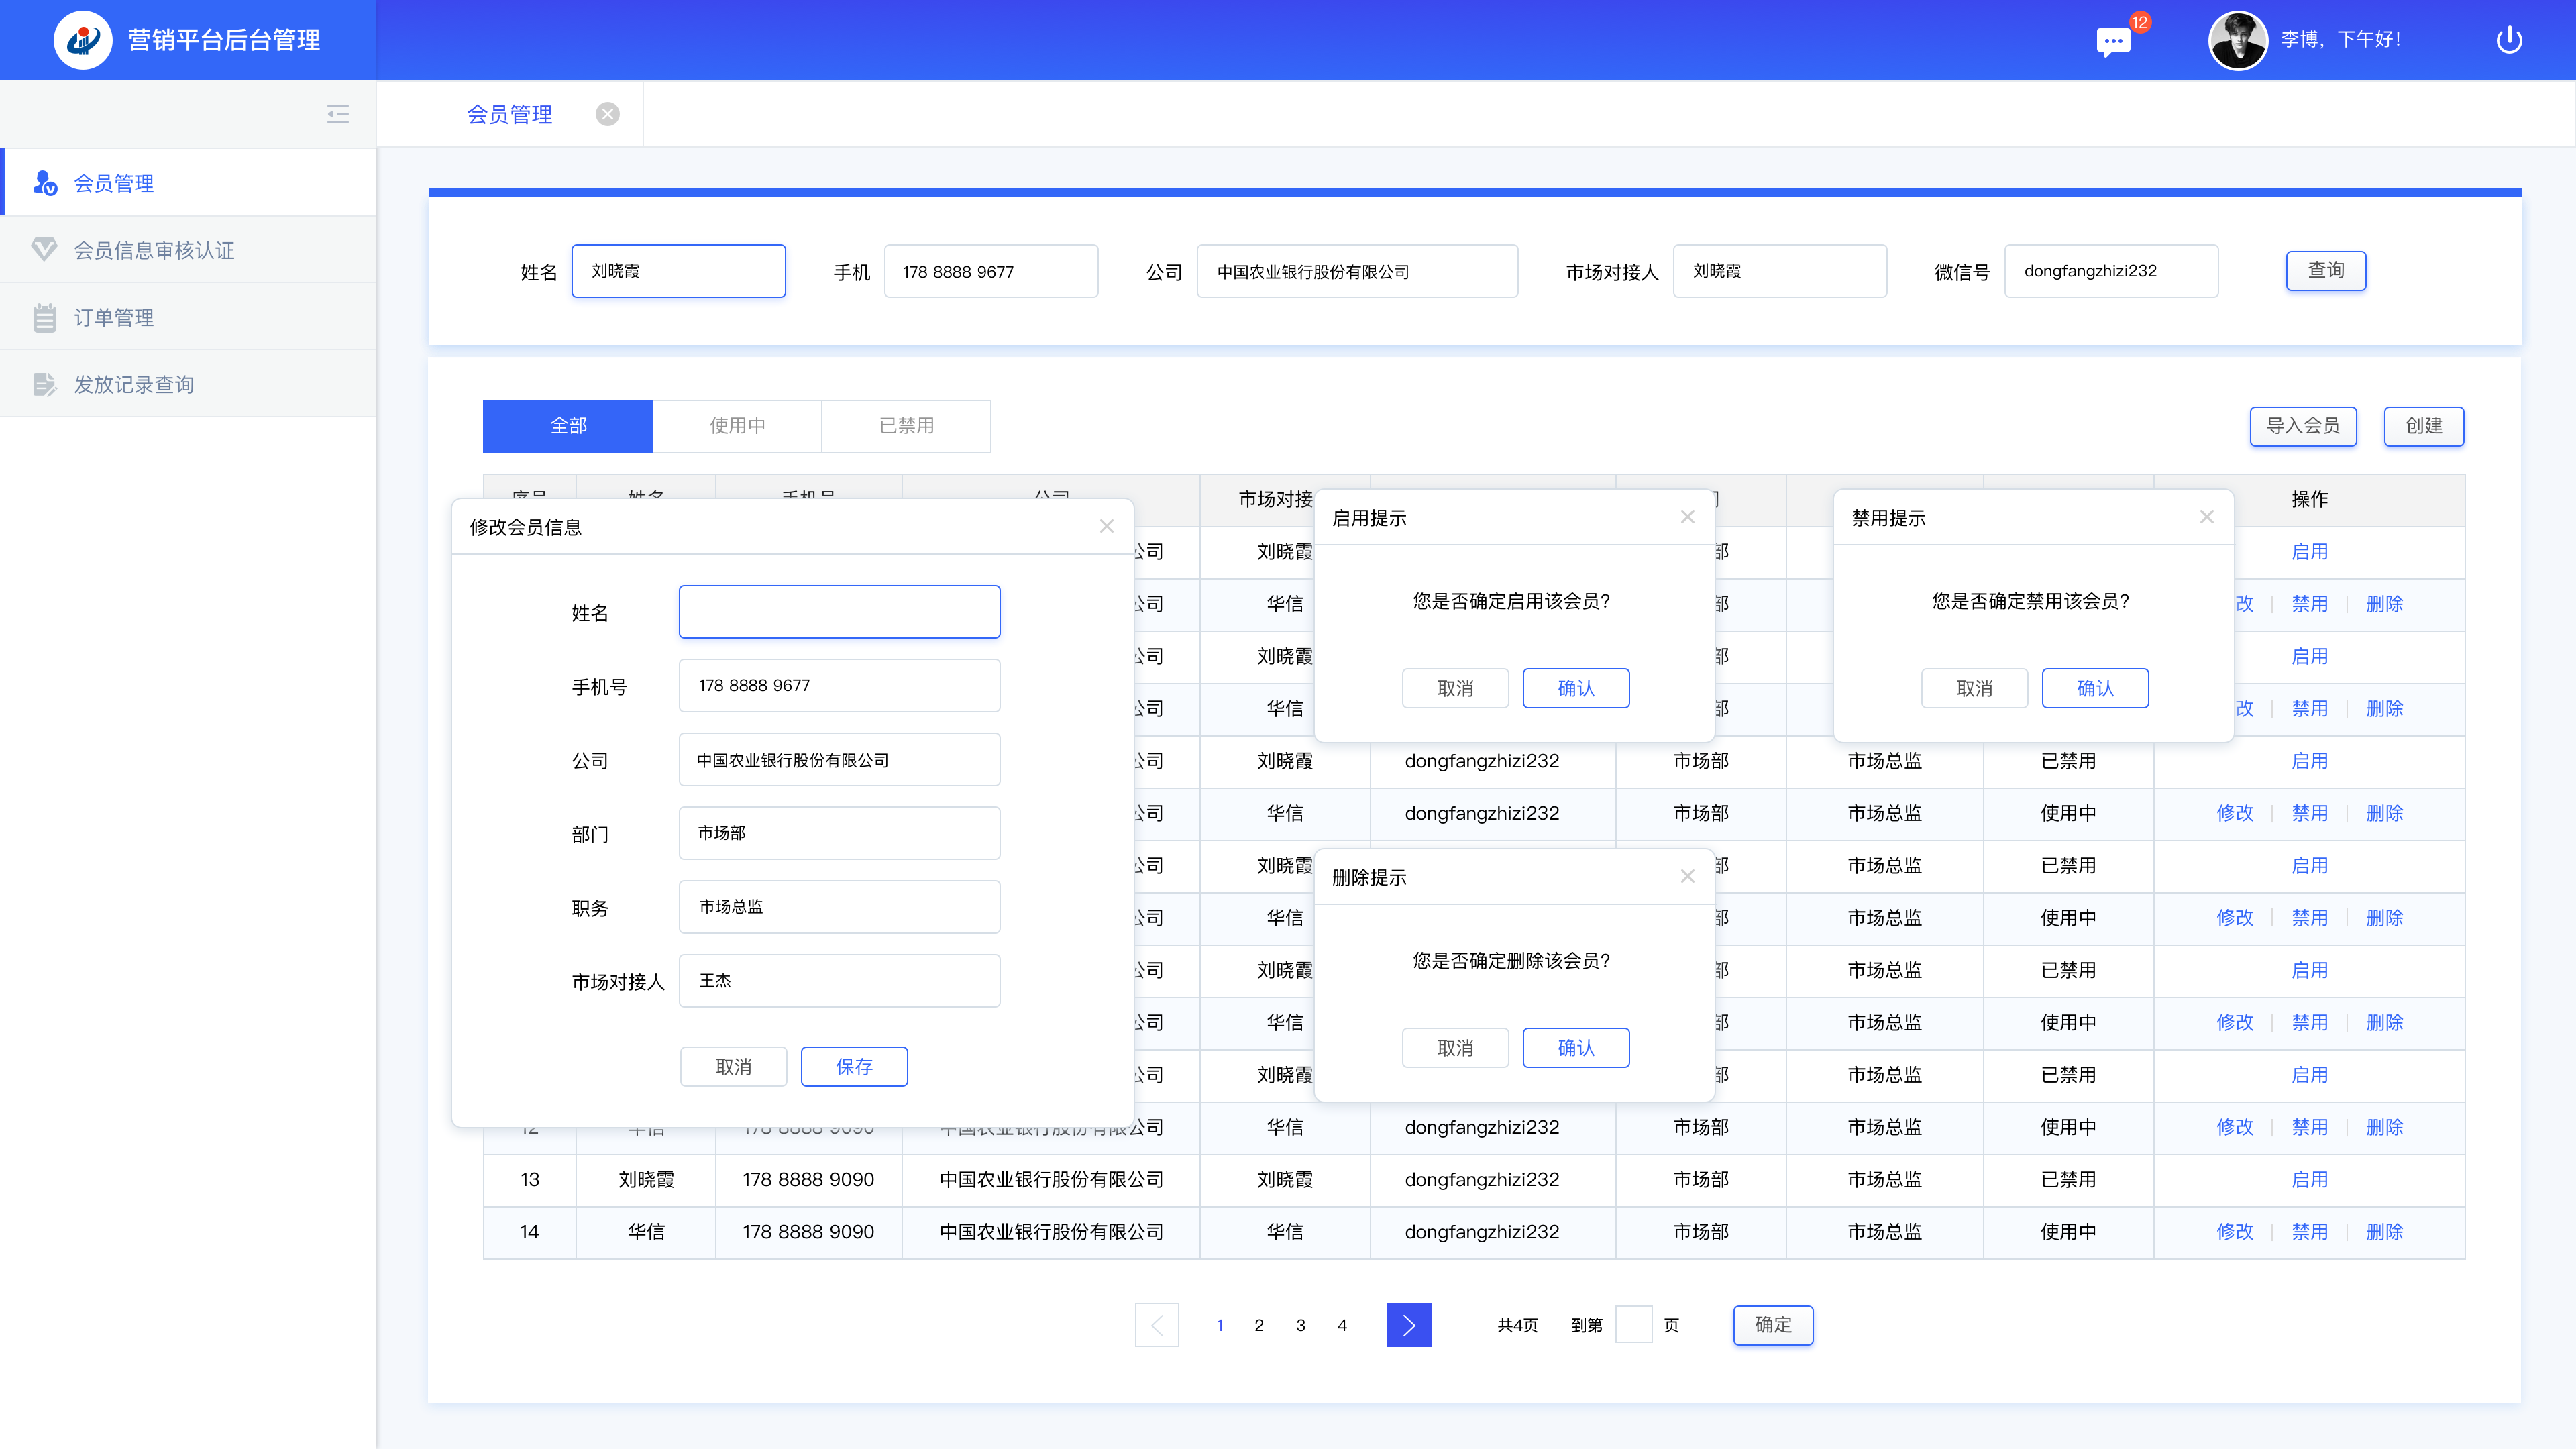 营销平台后台管理
12
李博，下午好！
会员管理
会员管理
会员信息审核认证
订单管理
发放记录查询
姓名 刘晓霞 手机 178 8888 9677 公司 中国农业银行股份有限公司 市场对接人 刘晓霞 微信号 dongfangzhizi232 查询
全部 使用中 已禁用 导入会员 创建
序号 姓名 手机号 公司 市场对接 操作
修改会员信息
姓名
手机号 178 8888 9677
公司 中国农业银行股份有限公司
部门 市场部
职务 市场总监
市场对接人 王杰
取消 保存
启用提示
您是否确定启用该会员?
取消 确认
禁用提示
您是否确定禁用该会员?
取消 确认
删除提示
您是否确定删除该会员?
取消 确认
公司 刘晓霞 部 启用
公司 华信 部 改 禁用 删除
公司 刘晓霞 部 启用
公司 华信 部 改 禁用 删除
公司 刘晓霞 dongfangzhizi232 市场部 市场总监 已禁用 启用
公司 华信 dongfangzhizi232 市场部 市场总监 使用中 修改 禁用 删除
公司 刘晓霞 部 市场总监 已禁用 启用
公司 华信 部 市场总监 使用中 修改 禁用 删除
公司 刘晓霞 部 市场总监 已禁用 启用
公司 华信 部 市场总监 使用中 修改 禁用 删除
公司 刘晓霞 部 市场总监 已禁用 启用
12 华信 178 8888 9090 中国农业银行股份有限公司 华信 dongfangzhizi232 市场部 市场总监 使用中 修改 禁用 删除
13 刘晓霞 178 8888 9090 中国农业银行股份有限公司 刘晓霞 dongfangzhizi232 市场部 市场总监 已禁用 启用
14 华信 178 8888 9090 中国农业银行股份有限公司 华信 dongfangzhizi232 市场部 市场总监 使用中 修改 禁用 删除
1 2 3 4 共4页 到第 页 确定